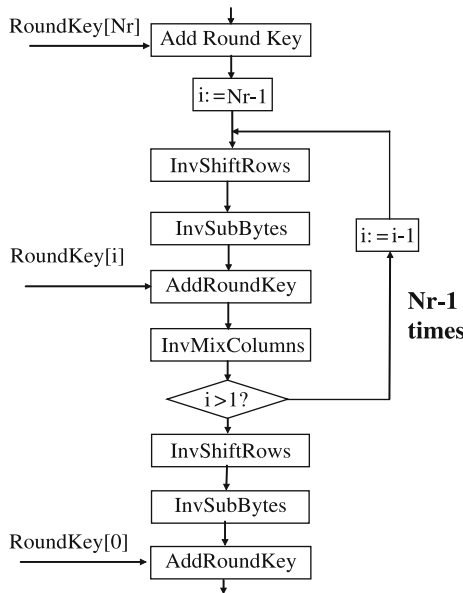 RoundKey[Nr]
Add Round Key
i:=Nr-1
InvShiftRows
InvSubBytes
i:=i-1
RoundKey[i]
AddRoundKey
Nr-1
times
InvMixColumns
i>1?
InvShiftRows
InvSubBytes
RoundKey[0]
AddRoundKey